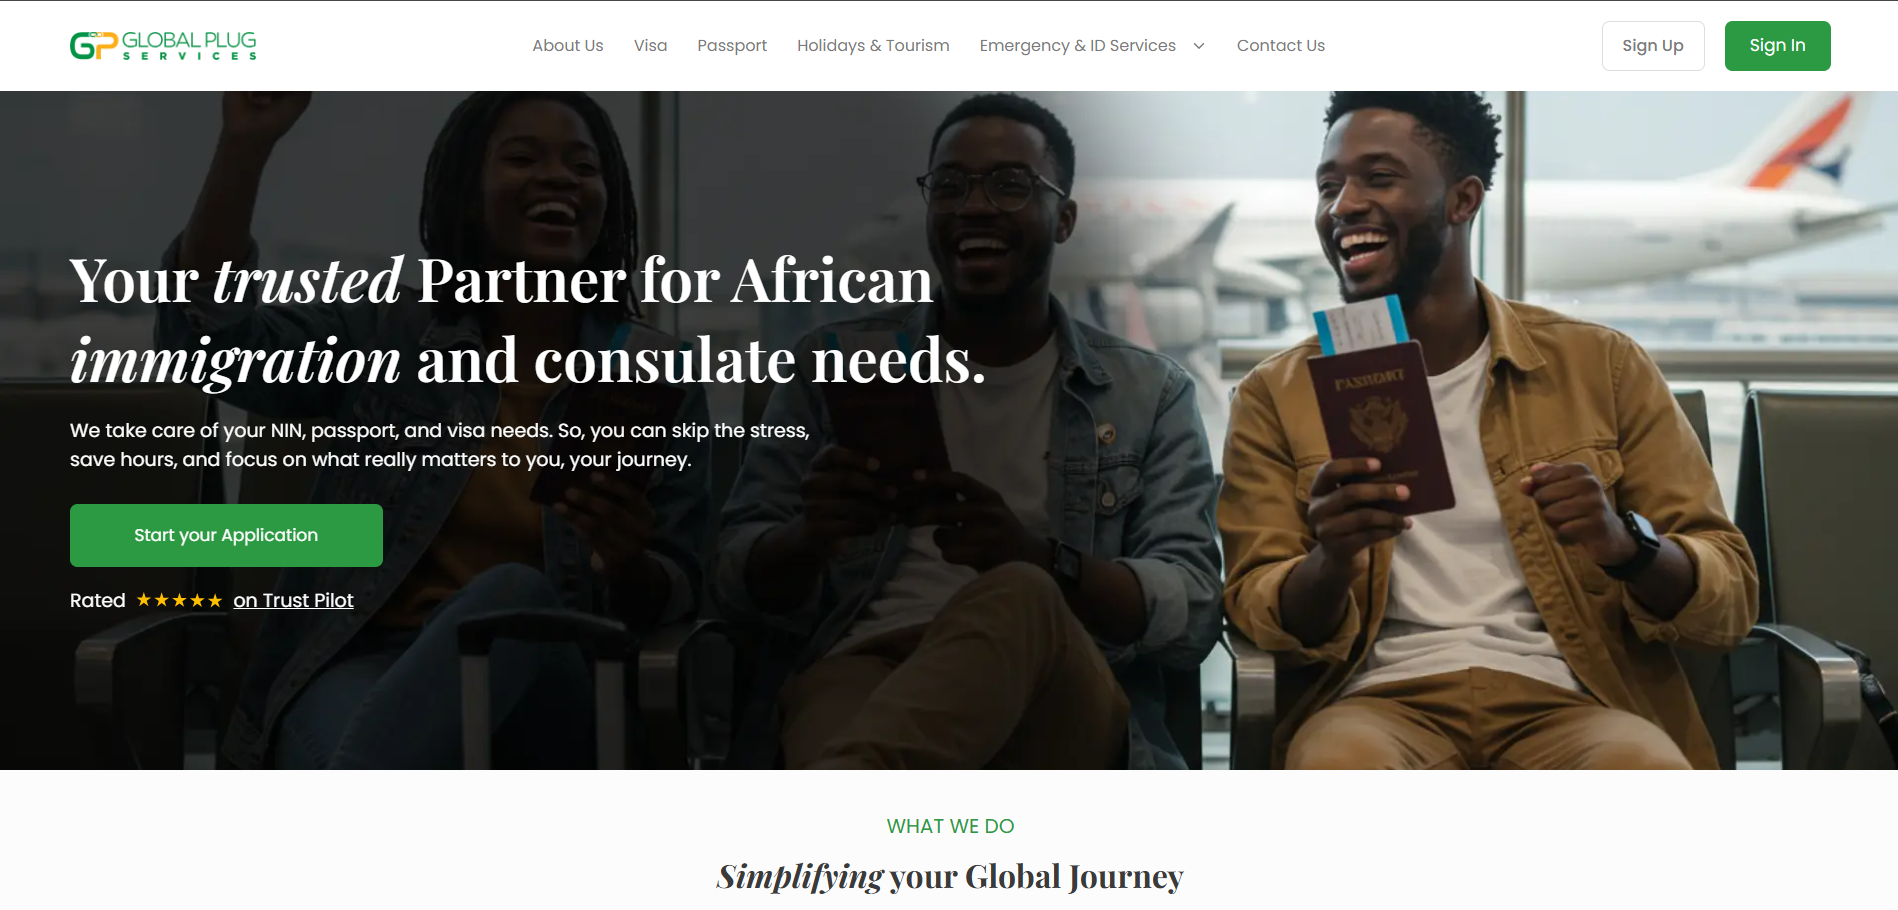 GP GLOBAL PLUG
SERVICES
About Us
Visa
Passport
Holidays & Tourism
Emergency & ID Services
Contact Us
Sign Up
Sign In
Your trusted Partner for African
immigration and consulate needs.
We take care of your NIN, passport, and visa needs. So, you can skip the stress,
save hours, and focus on what really matters to you, your journey.
Start your Application
Rated ★★★★★ on Trust Pilot
WHAT WE DO
Simplifying your Global Journey